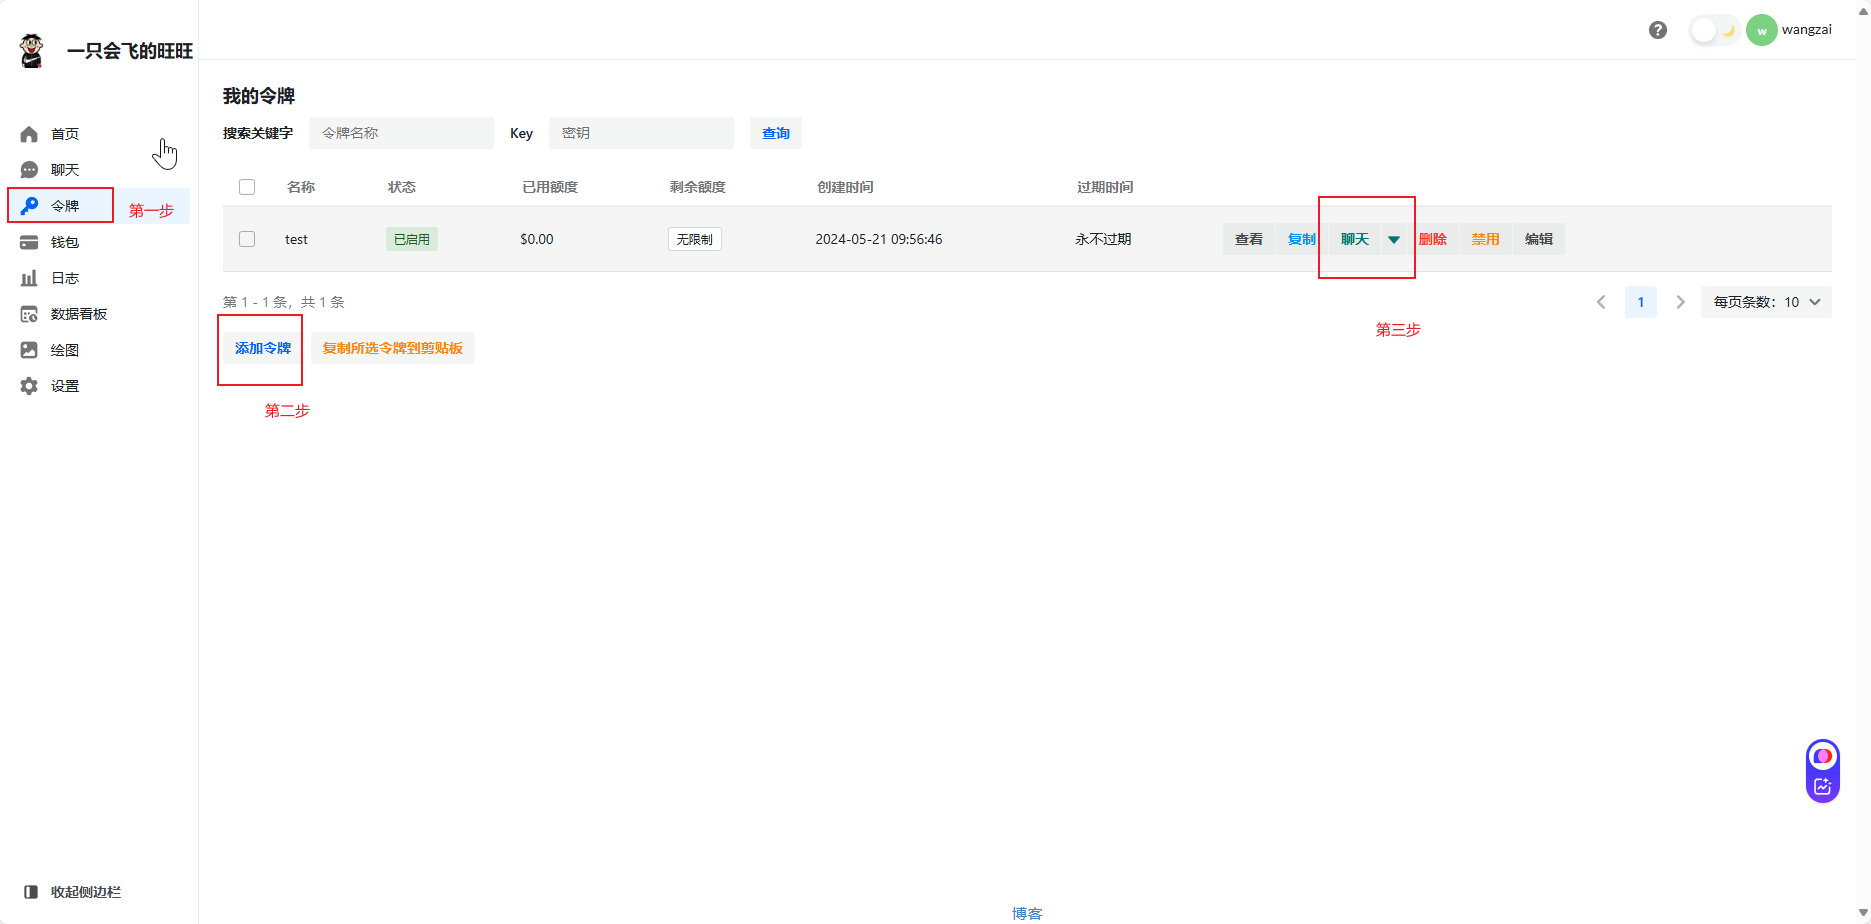 一只会飞的旺旺
w wangzai
首页
聊天
令牌 第一步
钱包
日志
数据看板
绘图
设置
收起侧边栏
我的令牌
搜索关键字 令牌名称 Key 密钥 查询
名称 状态 已用额度 剩余额度 创建时间 过期时间
test 已启用 $0.00 无限制 2024-05-21 09:56:46 永不过期 查看 复制 聊天 删除 禁用 编辑
第 1 - 1 条，共 1 条 1 每页条数：10
第三步
添加令牌 复制所选令牌到剪贴板
第二步
博客